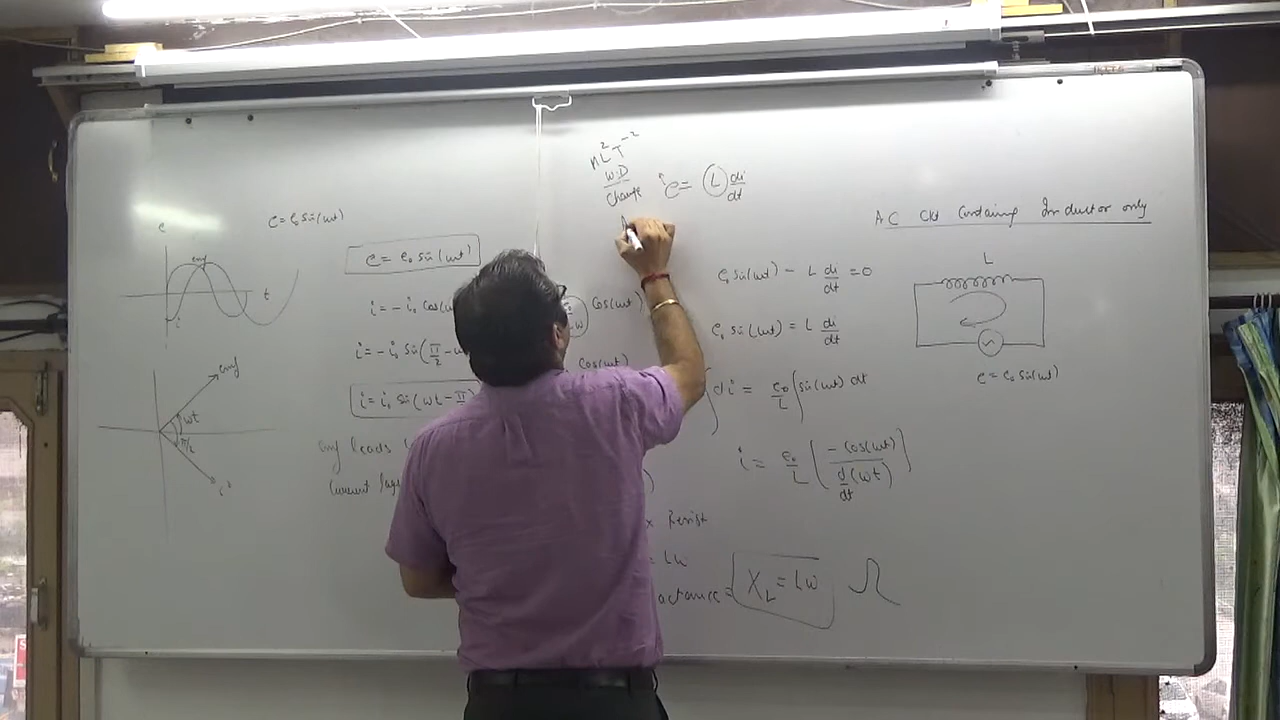 AC Ckt Containing Inductor only
L
e = e₀ sin(ωt)
ML²T⁻²
W.D
Charge
e = L di/dt
e₀ sin(ωt) - L di/dt = 0
e₀ sin(ωt) = L di/dt
di = e₀/L ∫ sin(ωt) dt
i = e₀/L [ -Cos(ωt) / d/dt (ωt) ]
Cos(ωt)
Cos(ωt)
x Resist
= Lω
actance = X_L = Lω Ω
e = e₀ sin(ωt)
e = e₀ sin(ωt)
i = - i₀ Cos(ω
i = - i₀ Sin(π/2 - ω
i = i₀ Sin(ωt - π/
emf leads
Current lags
e
emf
t
i
emf
ωt
π/2
i